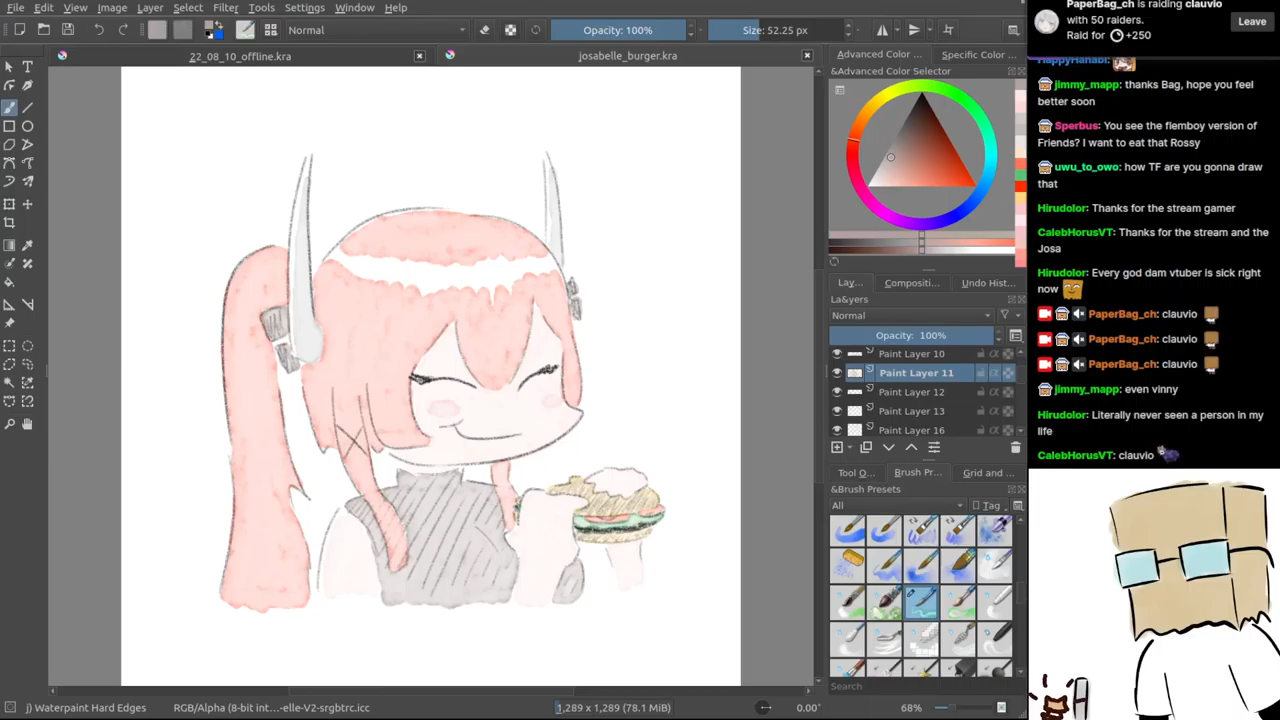 File Edit View Image Layer Select Filter Tools Settings Window Help
Normal
Opacity: 100%
Size: 52.25 px
22_08_10_offline.kra
josabelle_burger.kra
Advanced Color ...
Specific Color ...
&Advanced Color Selector
Lay...
Compositi...
Undo Hist...
La&yers
Normal
Opacity: 100%
Paint Layer 10
Paint Layer 11
Paint Layer 12
Paint Layer 13
Paint Layer 16
Tool O...
Brush Pr...
Grid and ...
&Brush Presets
All
Tag
Search
j) Waterpaint Hard Edges
RGB/Alpha (8-bit int...-elle-V2-srgbtrc.icc
1,289 x 1,289 (78.1 MiB)
0.00°
68%
PaperBag_ch is raiding clauvio
with 50 raiders.
Raid for +250
Leave
HappyHanabi:
jimmy_mapp: thanks Bag, hope you feel
better soon
Sperbus: You see the flemboy version of
Friends? I want to eat that Rossy
uwu_to_owo: how TF are you gonna draw
that
Hirudolor: Thanks for the stream gamer
CalebHorusVT: Thanks for the stream and the
Josa
Hirudolor: Every god dam vtuber is sick right
now
PaperBag_ch: clauvio
PaperBag_ch: clauvio
PaperBag_ch: clauvio
jimmy_mapp: even vinny
Hirudolor: Literally never seen a person in my
life
CalebHorusVT: clauvio